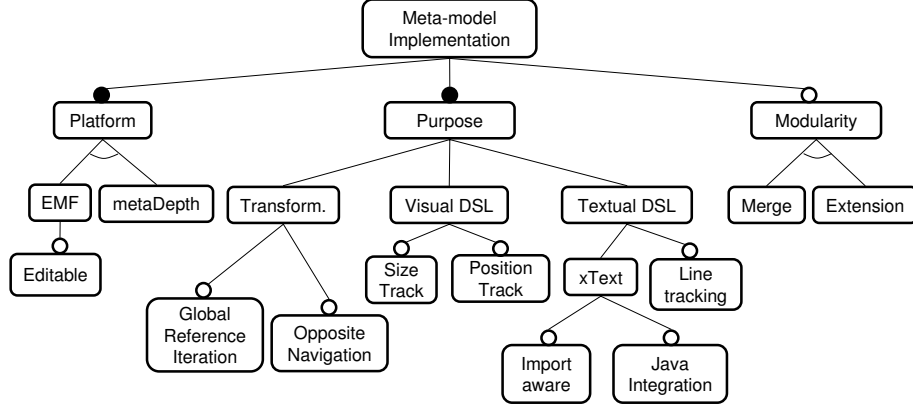 Meta-model
Implementation
Platform
Purpose
Modularity
EMF
metaDepth
Transform.
Visual DSL
Textual DSL
Merge
Extension
Editable
Size
Track
Position
Track
xText
Line
tracking
Global
Reference
Iteration
Opposite
Navigation
Import
aware
Java
Integration